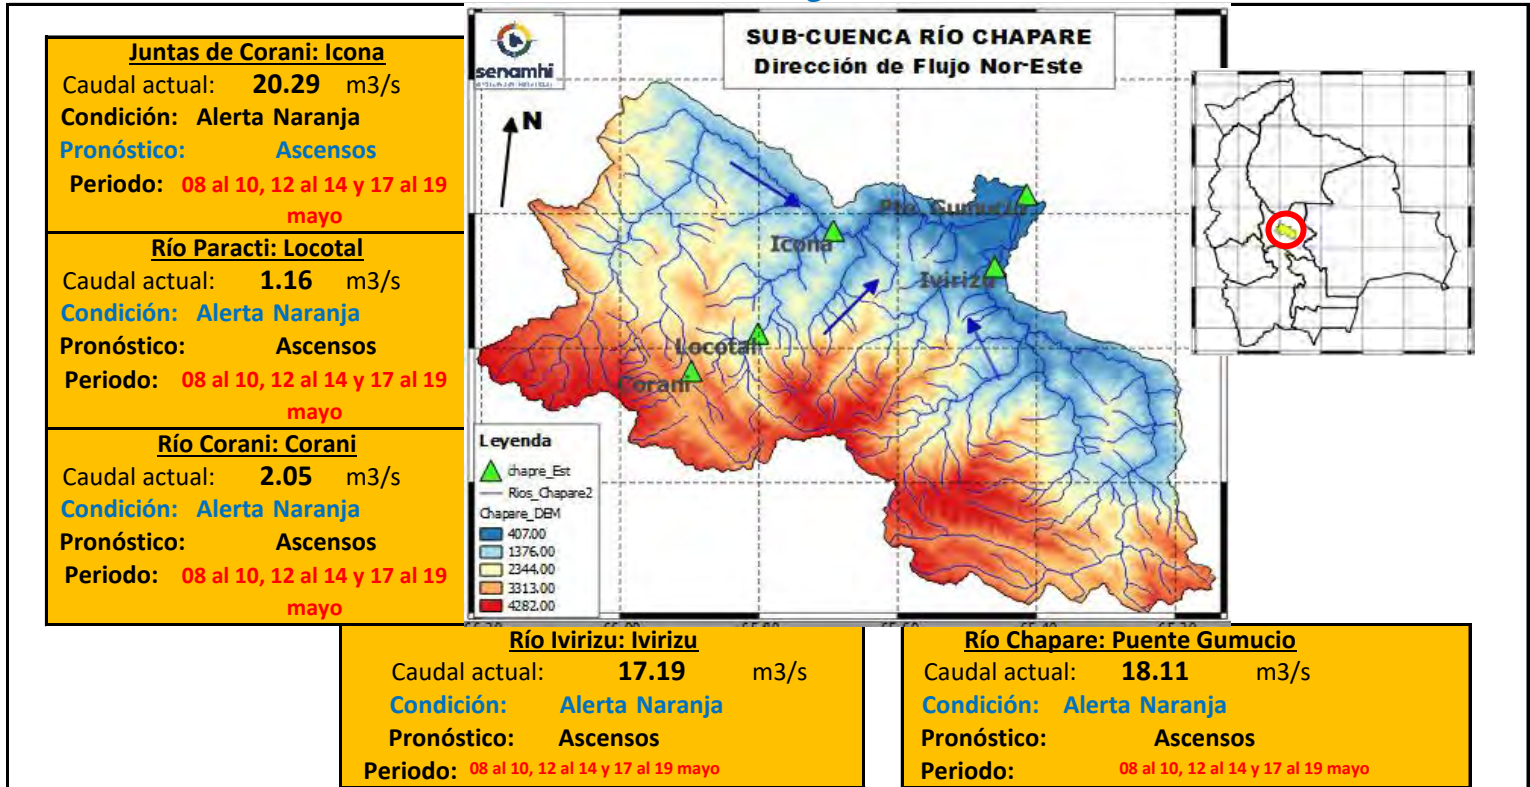 Juntas de Corani: Icona
Caudal actual: 20.29 m3/s
Condición: Alerta Naranja
Pronóstico: Ascensos
Periodo: 08 al 10, 12 al 14 y 17 al 19
mayo
Río Paracti: Locotal
Caudal actual: 1.16 m3/s
Condición: Alerta Naranja
Pronóstico: Ascensos
Periodo: 08 al 10, 12 al 14 y 17 al 19
mayo
Río Corani: Corani
Caudal actual: 2.05 m3/s
Condición: Alerta Naranja
Pronóstico: Ascensos
Periodo: 08 al 10, 12 al 14 y 17 al 19
mayo
senamhi
SUB-CUENCA RÍO CHAPARE
Dirección de Flujo Nor-Este
N
Pte. Gumucio
Icona
Ivirizu
Locotal
Corani
Leyenda
chapre_Est
Rios_Chapare2
Chapare_DEM
407.00
1376.00
2344.00
3313.00
4282.00
Río Ivirizu: Ivirizu
Caudal actual: 17.19 m3/s
Condición: Alerta Naranja
Pronóstico: Ascensos
Periodo: 08 al 10, 12 al 14 y 17 al 19 mayo
Río Chapare: Puente Gumucio
Caudal actual: 18.11 m3/s
Condición: Alerta Naranja
Pronóstico: Ascensos
Periodo: 08 al 10, 12 al 14 y 17 al 19 mayo